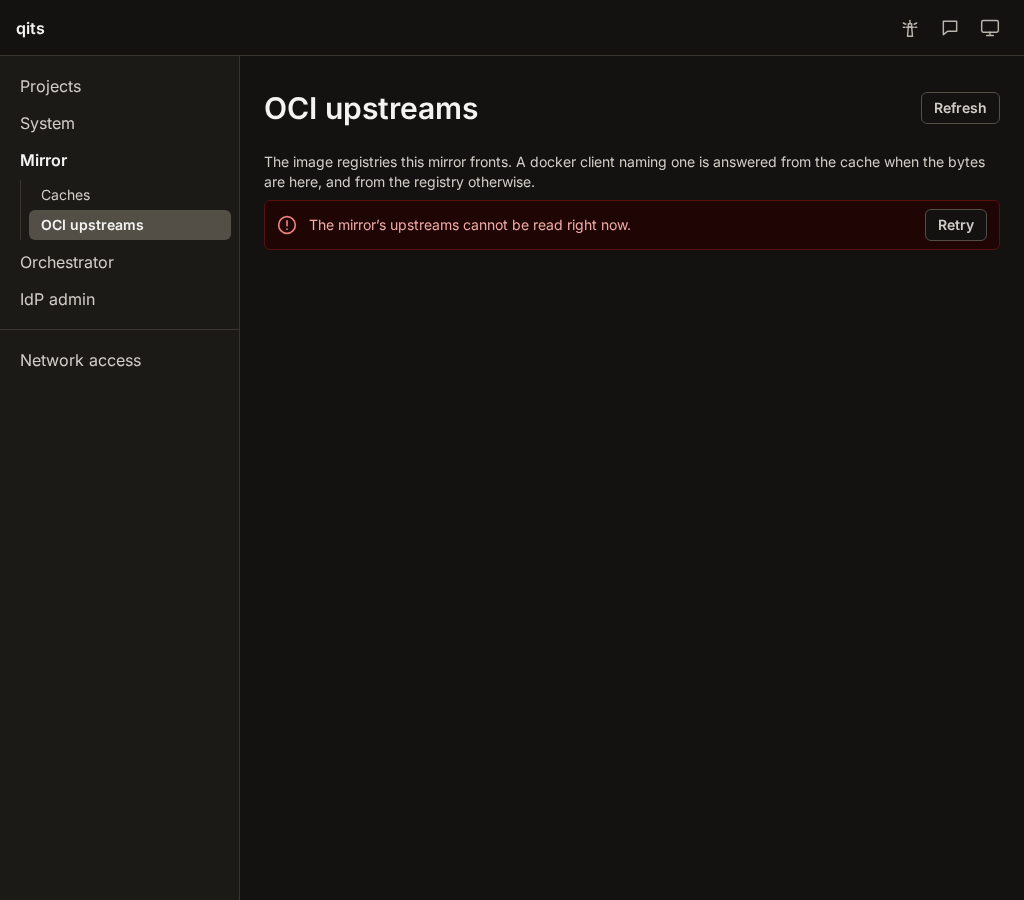 qits
Projects
System
Mirror
Caches
OCI upstreams
Orchestrator
IdP admin
Network access
OCI upstreams
Refresh
The image registries this mirror fronts. A docker client naming one is answered from the cache when the bytes
are here, and from the registry otherwise.
The mirror’s upstreams cannot be read right now.
Retry